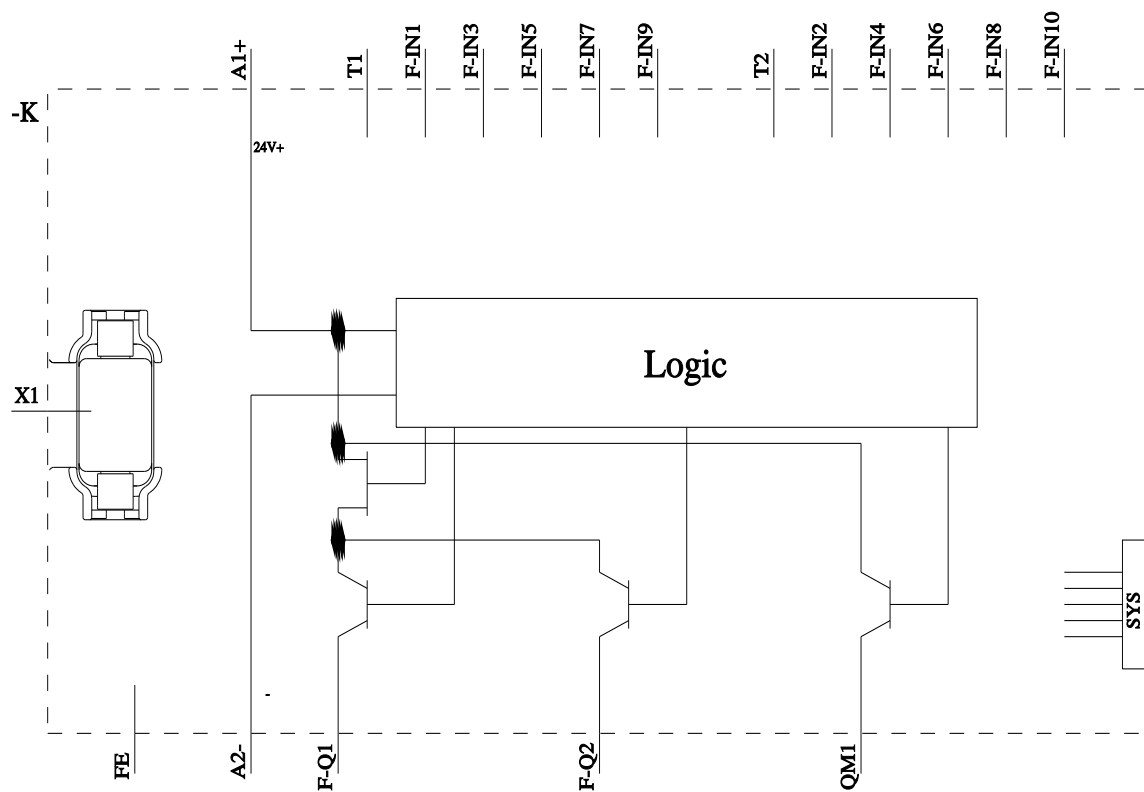 A1+
T1
F-IN1
F-IN3
F-IN5
F-IN7
F-IN9
T2
F-IN2
F-IN4
F-IN6
F-IN8
F-IN10
-K
24V+
Logic
X1
SYS
-
FE
A2-
F-Q1
F-Q2
QM1